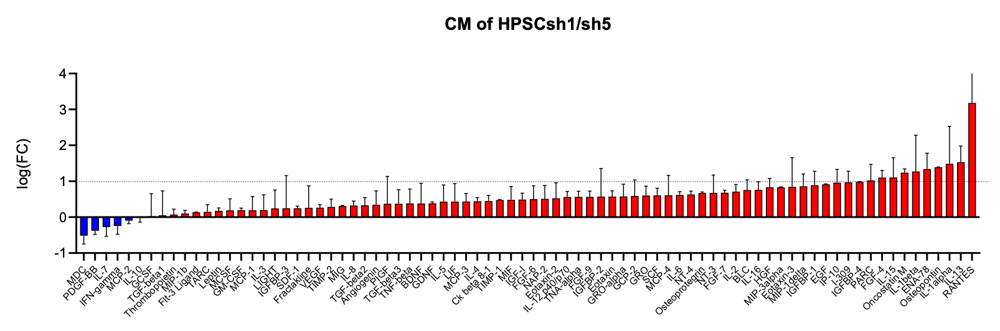 CM of HPSCsh1/sh5
log(FC)
4
3
2
1
0
-1
MDC
PDGF-BB
IL-7
IFN-gamma
MCP-2
IL-10
GCSF
TGF-beta1
Thrombopoietin
MIP-1b
Flt-3 Ligand
TARC
Leptin
MCSF
GM-CSF
MCP-1
IL-3
LIGHT
IGFBP-3
SDF-1
Fractalkine
VEGF
TIMP-2
MIG
IL-8
TGF-beta2
Angiogenin
PlGF
TGF-beta3
TNF-beta
BDNF
GDNF
IL-5
LIF
MCP-3
IL-4
Ck beta 8-1
TIMP-1
MIF
IGF-I
FGF-6
NAP-2
Eotaxin-2
IL-12 p40/p70
TNA-alpha
FGF-9
IGFBP-2
Eotaxin
GRO-alpha
GCP-2
GRO
SCF
MCP-4
IL-6
NT-4
Osteoprotegrin
NT-3
FGF-7
IL-2
BLC
IL-16
HGF
MIP-3alpha
Eotaxin-3
MIP-1delta
IGFBP-1
EGF
IP-10
I-309
IGFBP-4
PARC
FGF-4
IL-15
Oncostatin M
IL-1beta
ENA-78
Osteopontin
IL-1alpha
IL-13
RANTES